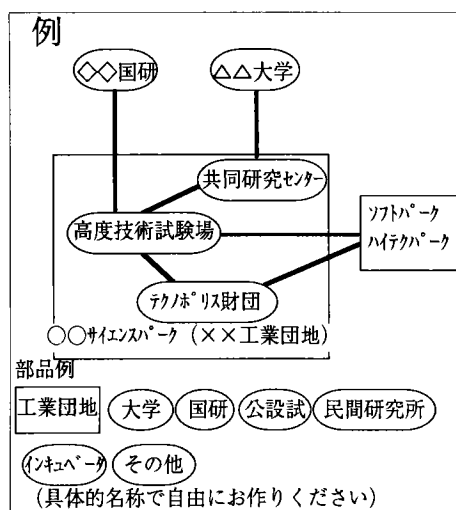 例
◇◇国研 △△大学
共同研究ｾﾝﾀｰ
高度技術試験場
ｿﾌﾄﾊﾟｰｸ
ﾊｲﾃｸﾊﾟｰｸ
ﾃｸﾉﾎﾟﾘｽ財団
○○ｻｲｴﾝｽﾊﾟｰｸ（××工業団地）
部品例
工業団地 大学 国研 公設試 民間研究所
ｲﾝｷｭﾍﾞｰﾀ その他
（具体的名称で自由にお作りください）